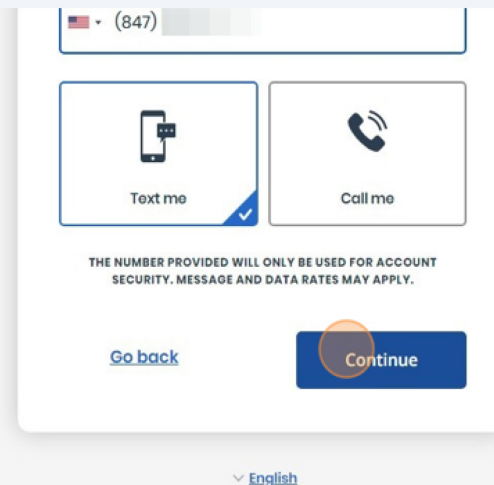 (847)
Text me
Call me
THE NUMBER PROVIDED WILL ONLY BE USED FOR ACCOUNT
SECURITY. MESSAGE AND DATA RATES MAY APPLY.
Go back
Continue
English